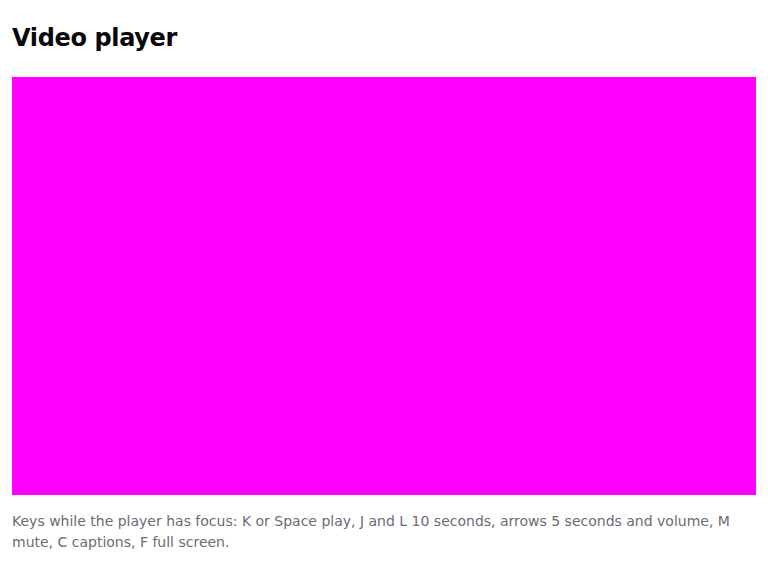 Video player
Keys while the player has focus: K or Space play, J and L 10 seconds, arrows 5 seconds and volume, M
mute, C captions, F full screen.